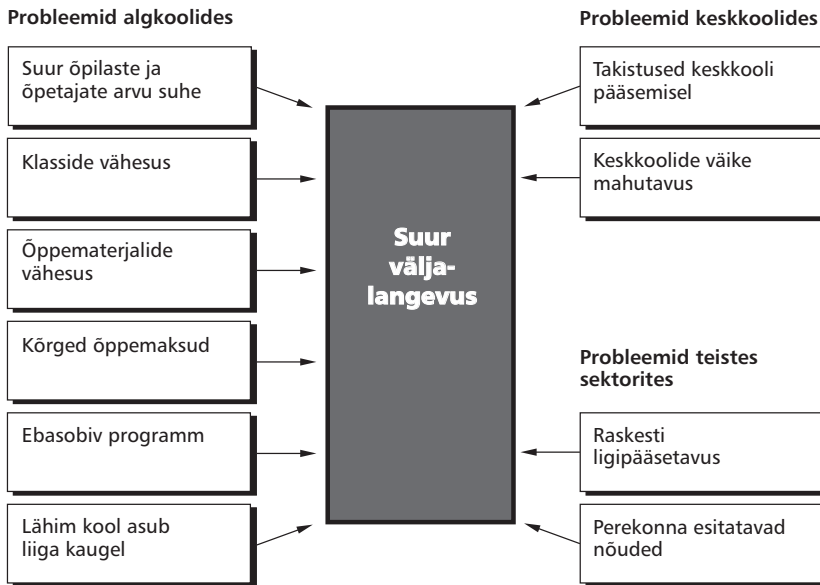 Probleemid algkoolides
Suur õpilaste ja
õpetajate arvu suhe
Klasside vähesus
Õppematerjalide
vähesus
Kõrged õppemaksud
Ebasobiv programm
Lähim kool asub
liiga kaugel
Suur
välja-
langevus
Probleemid keskkoolides
Takistused keskkooli
pääsemisel
Keskkoolide väike
mahutavus
Probleemid teistes
sektorites
Raskesti
ligipääsetavus
Perekonna esitatavad
nõuded